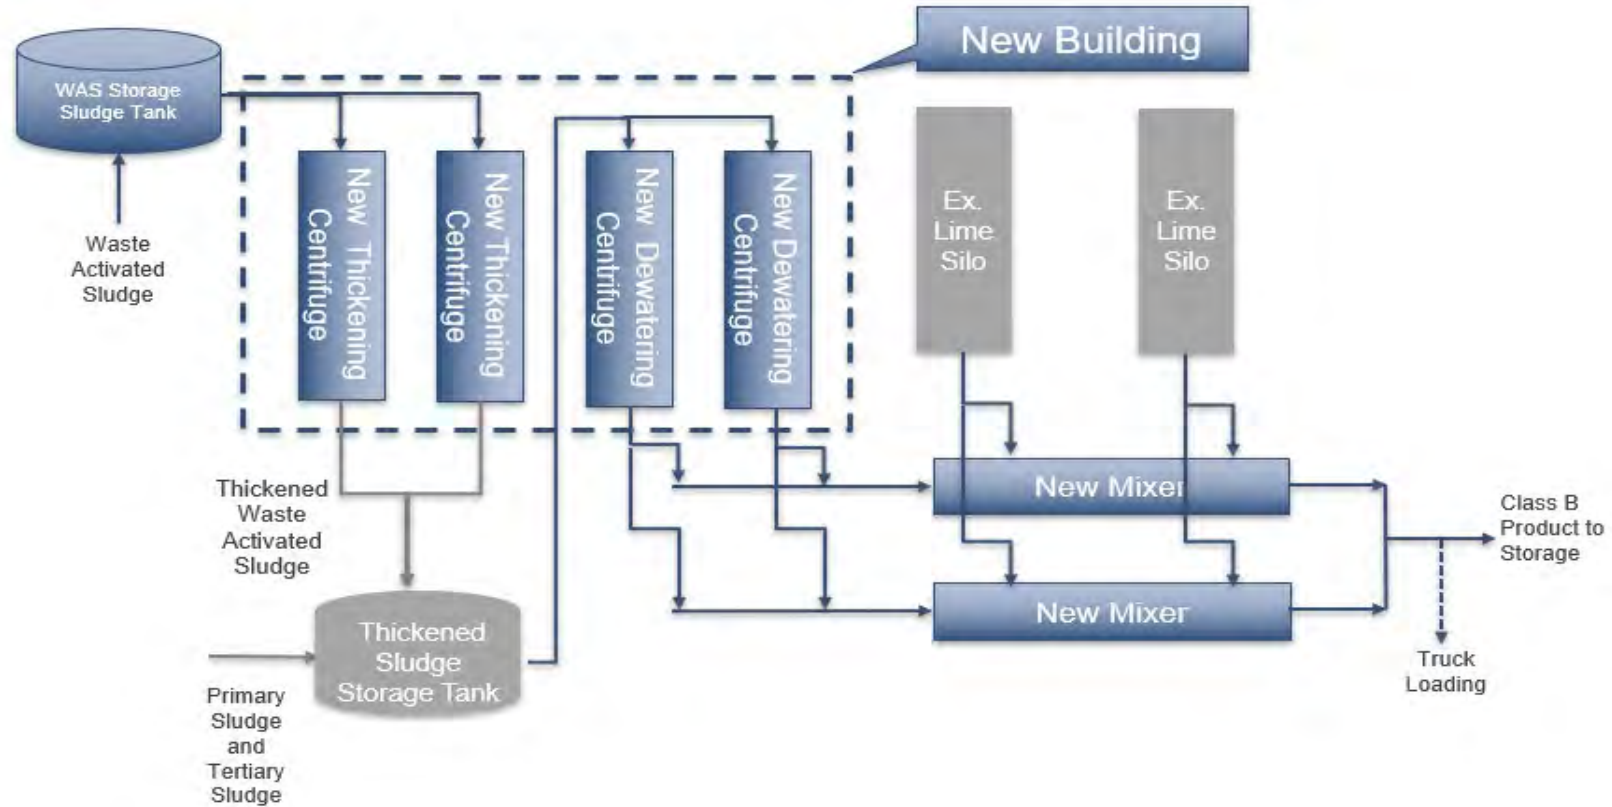 New Building
WAS Storage
Sludge Tank
Waste
Activated
Sludge
New Thickening
Centrifuge
New Thickening
Centrifuge
New Dewatering
Centrifuge
New Dewatering
Centrifuge
Ex.
Lime
Silo
Ex.
Lime
Silo
Thickened
Waste
Activated
Sludge
New Mixer
New Mixer
Class B
Product to
Storage
Truck
Loading
Thickened
Sludge
Storage Tank
Primary
Sludge
and
Tertiary
Sludge